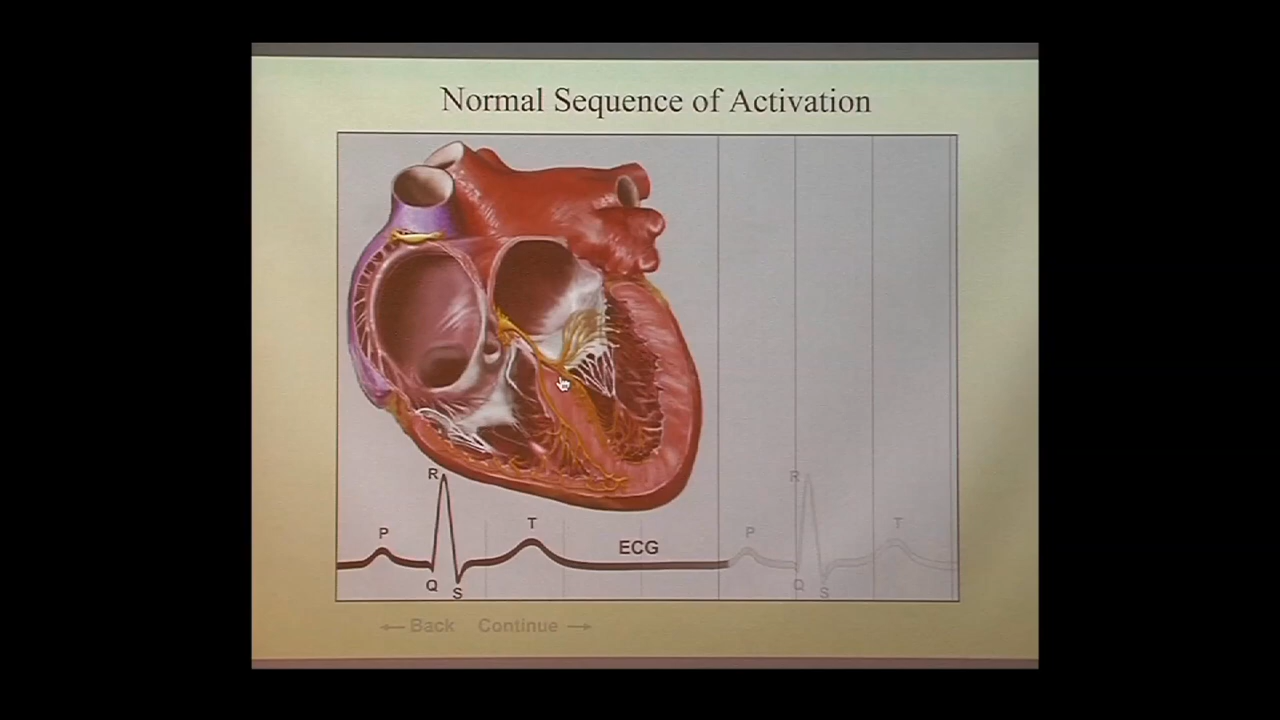 Normal Sequence of Activation
R
R
P
T
P
T
ECG
Q
S
Q
S
← Back Continue →